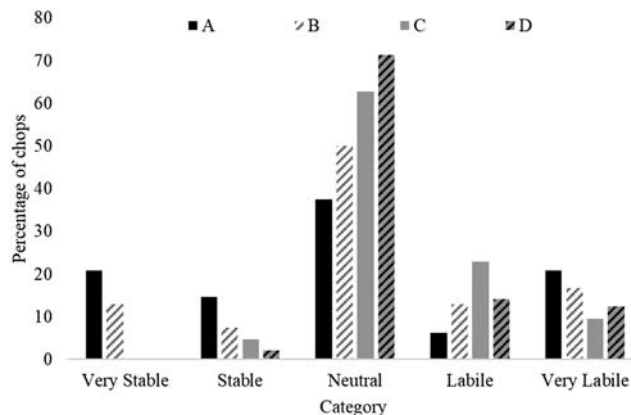 80
A B C D
70
60
50
40
30
20
10
0
Percentage of chops
Very Stable Stable Neutral Labile Very Labile
Category